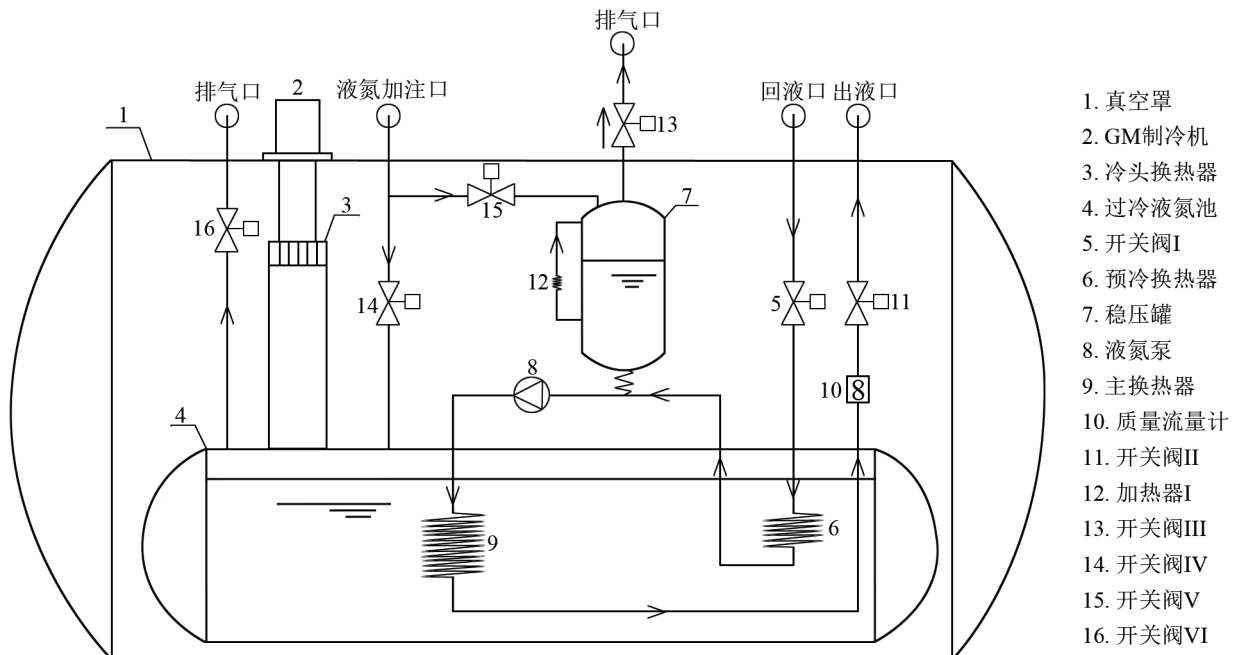 排气口
排气口
2
液氮加注口
回液口
出液口
1
13
3
15
7
16
12
14
5
11
8
10
8
4
9
6
1. 真空罩
2. GM制冷机
3. 冷头换热器
4. 过冷液氮池
5. 开关阀I
6. 预冷换热器
7. 稳压罐
8. 液氮泵
9. 主换热器
10. 质量流量计
11. 开关阀II
12. 加热器I
13. 开关阀III
14. 开关阀IV
15. 开关阀V
16. 开关阀VI